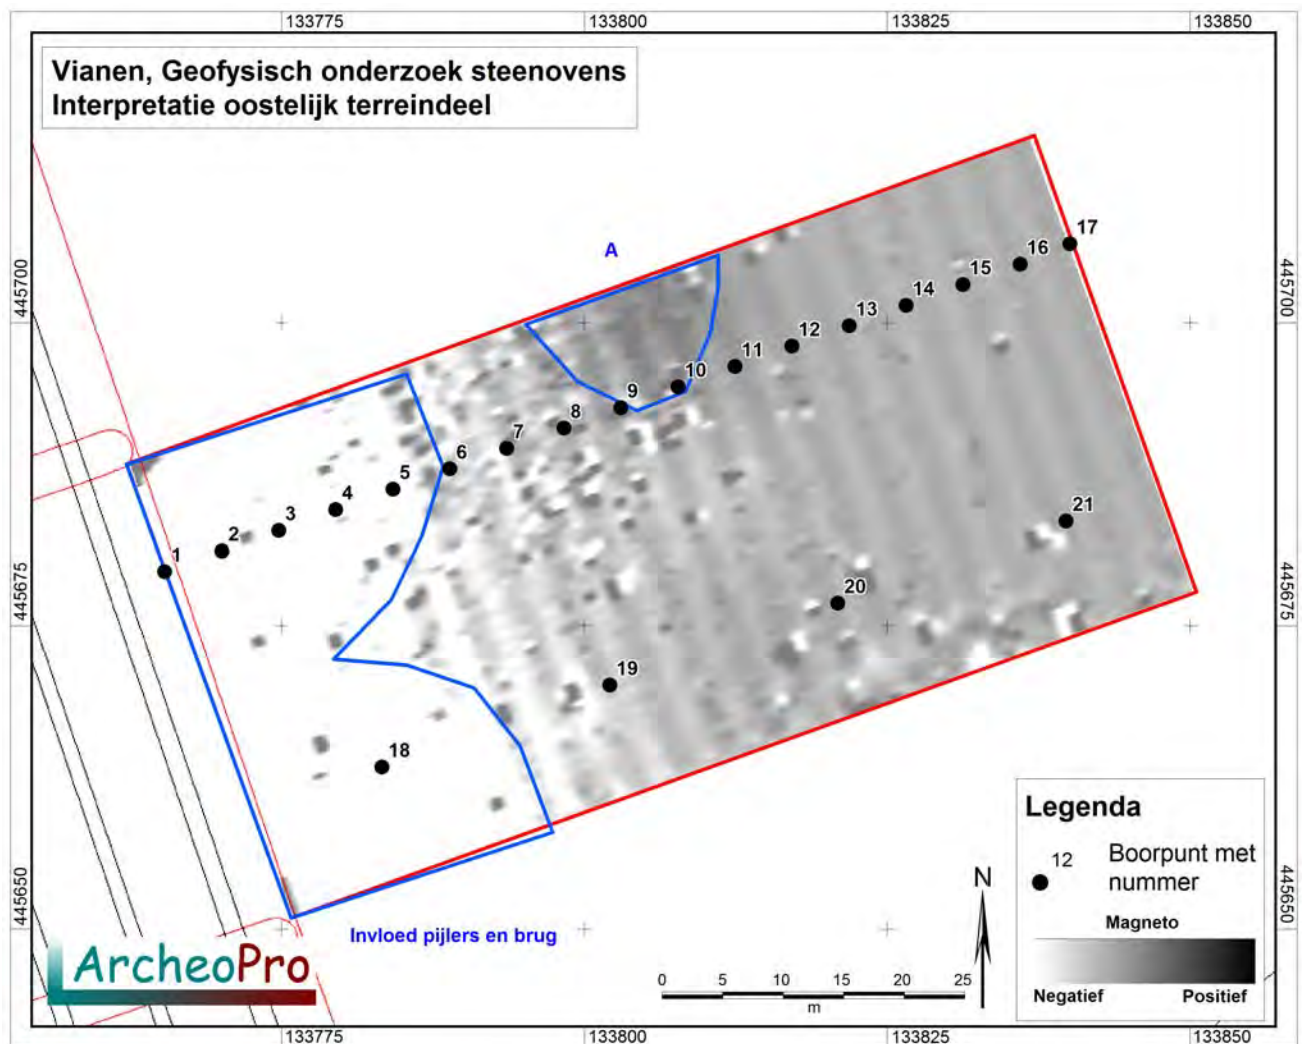 133775
133800
133825
133850
Vianen, Geofysisch onderzoek steenovens
Interpretatie oostelijk terreindeel
A
17
16
15
14
13
12
11
10
9
8
7
6
5
4
3
2
1
21
20
19
18
445700
445700
445675
445675
445650
445650
Invloed pijlers en brug
ArcheoPro
0 5 10 15 20 25
m
N
Legenda
12 Boorpunt met
nummer
Magneto
Negatief Positief
133775
133800
133825
133850